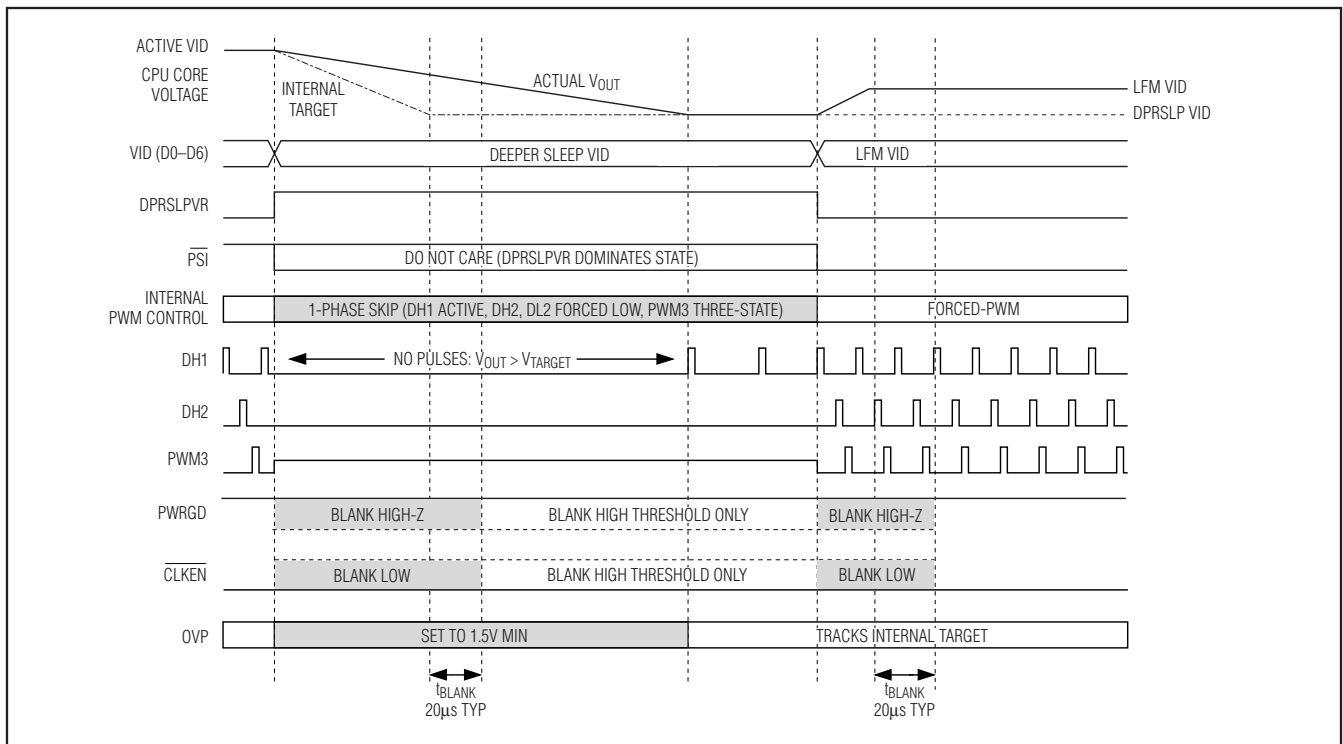 ACTIVE VID
CPU CORE
VOLTAGE
INTERNAL
TARGET
ACTUAL VOUT
LFM VID
DPRSLP VID
VID (D0–D6)
DEEPER SLEEP VID
LFM VID
DPRSLPVR
PSI
DO NOT CARE (DPRSLPVR DOMINATES STATE)
INTERNAL
PWM CONTROL
1-PHASE SKIP (DH1 ACTIVE, DH2, DL2 FORCED LOW, PWM3 THREE-STATE)
FORCED-PWM
DH1
NO PULSES: VOUT > VTARGET
DH2
PWM3
PWRGD
BLANK HIGH-Z
BLANK HIGH THRESHOLD ONLY
BLANK HIGH-Z
CLKEN
BLANK LOW
BLANK HIGH THRESHOLD ONLY
BLANK LOW
OVP
SET TO 1.5V MIN
TRACKS INTERNAL TARGET
tBLANK
20μs TYP
tBLANK
20μs TYP